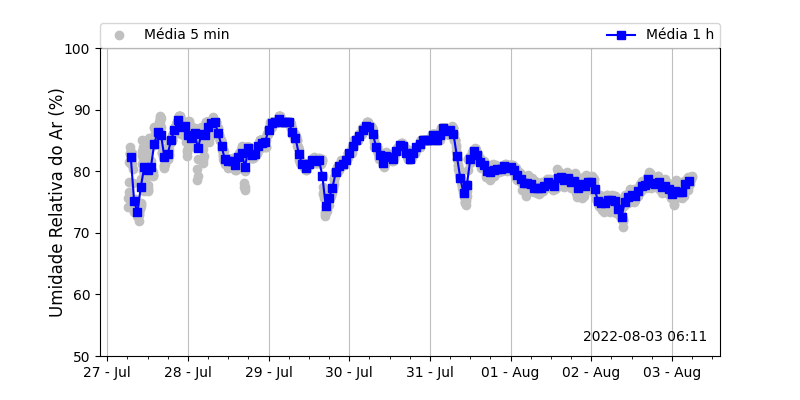 Média 5 min
Média 1 h
100
90
80
70
60
50
Umidade Relativa do Ar (%)
2022-08-03 06:11
27 - Jul
28 - Jul
29 - Jul
30 - Jul
31 - Jul
01 - Aug
02 - Aug
03 - Aug